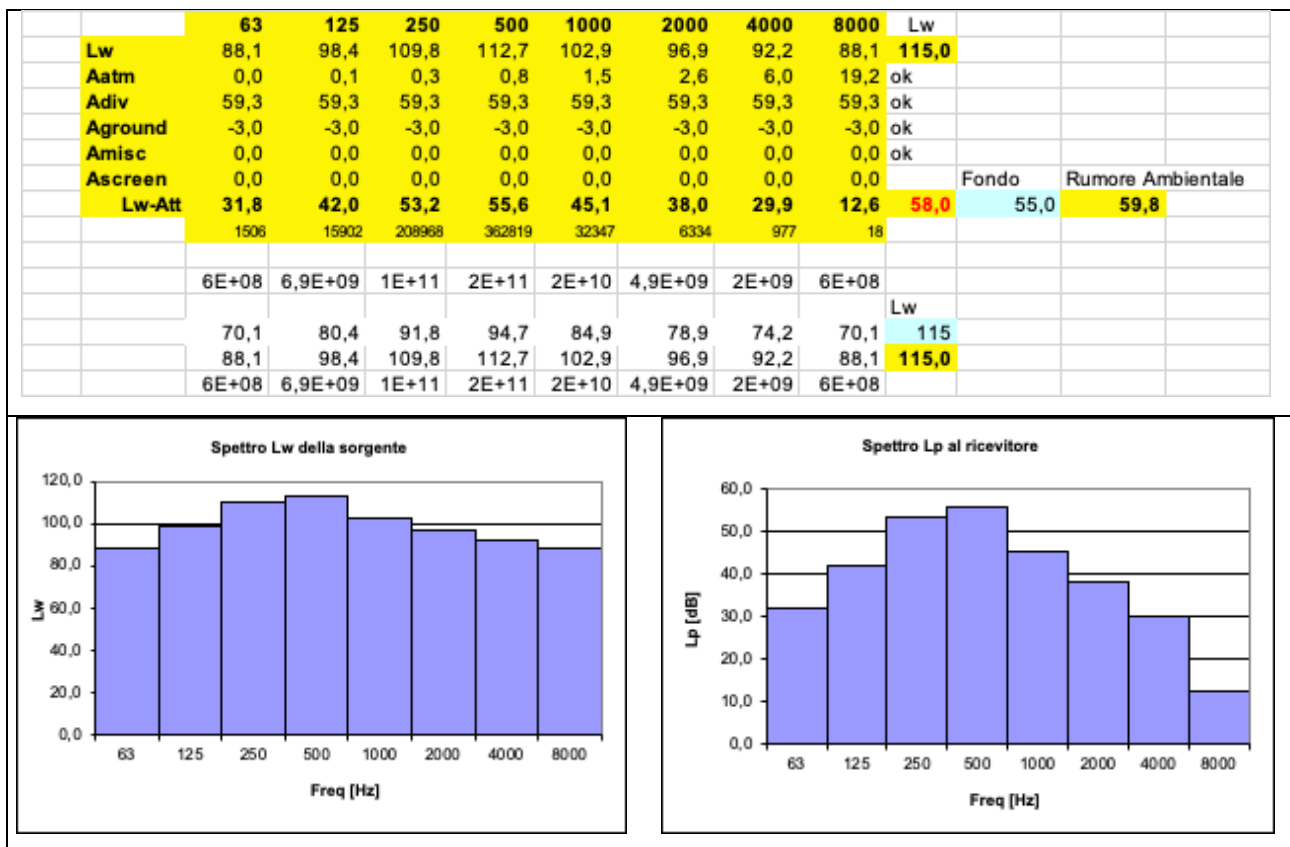 63 125 250 500 1000 2000 4000 8000 Lw
Lw 88,1 98,4 109,8 112,7 102,9 96,9 92,2 88,1 115,0
Aatm 0,0 0,1 0,3 0,8 1,5 2,6 6,0 19,2 ok
Adiv 59,3 59,3 59,3 59,3 59,3 59,3 59,3 59,3 ok
Aground -3,0 -3,0 -3,0 -3,0 -3,0 -3,0 -3,0 -3,0 ok
Amisc 0,0 0,0 0,0 0,0 0,0 0,0 0,0 0,0 ok
Ascreen 0,0 0,0 0,0 0,0 0,0 0,0 0,0 0,0 Fondo Rumore Ambientale
Lw-Att 31,8 42,0 53,2 55,6 45,1 38,0 29,9 12,6 58,0 55,0 59,8
1506 15902 208968 362819 32347 6334 977 18
6E+08 6,9E+09 1E+11 2E+11 2E+10 4,9E+09 2E+09 6E+08
Lw
70,1 80,4 91,8 94,7 84,9 78,9 74,2 70,1 115
88,1 98,4 109,8 112,7 102,9 96,9 92,2 88,1 115,0
6E+08 6,9E+09 1E+11 2E+11 2E+10 4,9E+09 2E+09 6E+08
Spettro Lw della sorgente
120,0
100,0
80,0
60,0
40,0
20,0
0,0
Lw
63 125 250 500 1000 2000 4000 8000
Freq [Hz]
Spettro Lp al ricevitore
60,0
50,0
40,0
30,0
20,0
10,0
0,0
Lp [dB]
63 125 250 500 1000 2000 4000 8000
Freq [Hz]